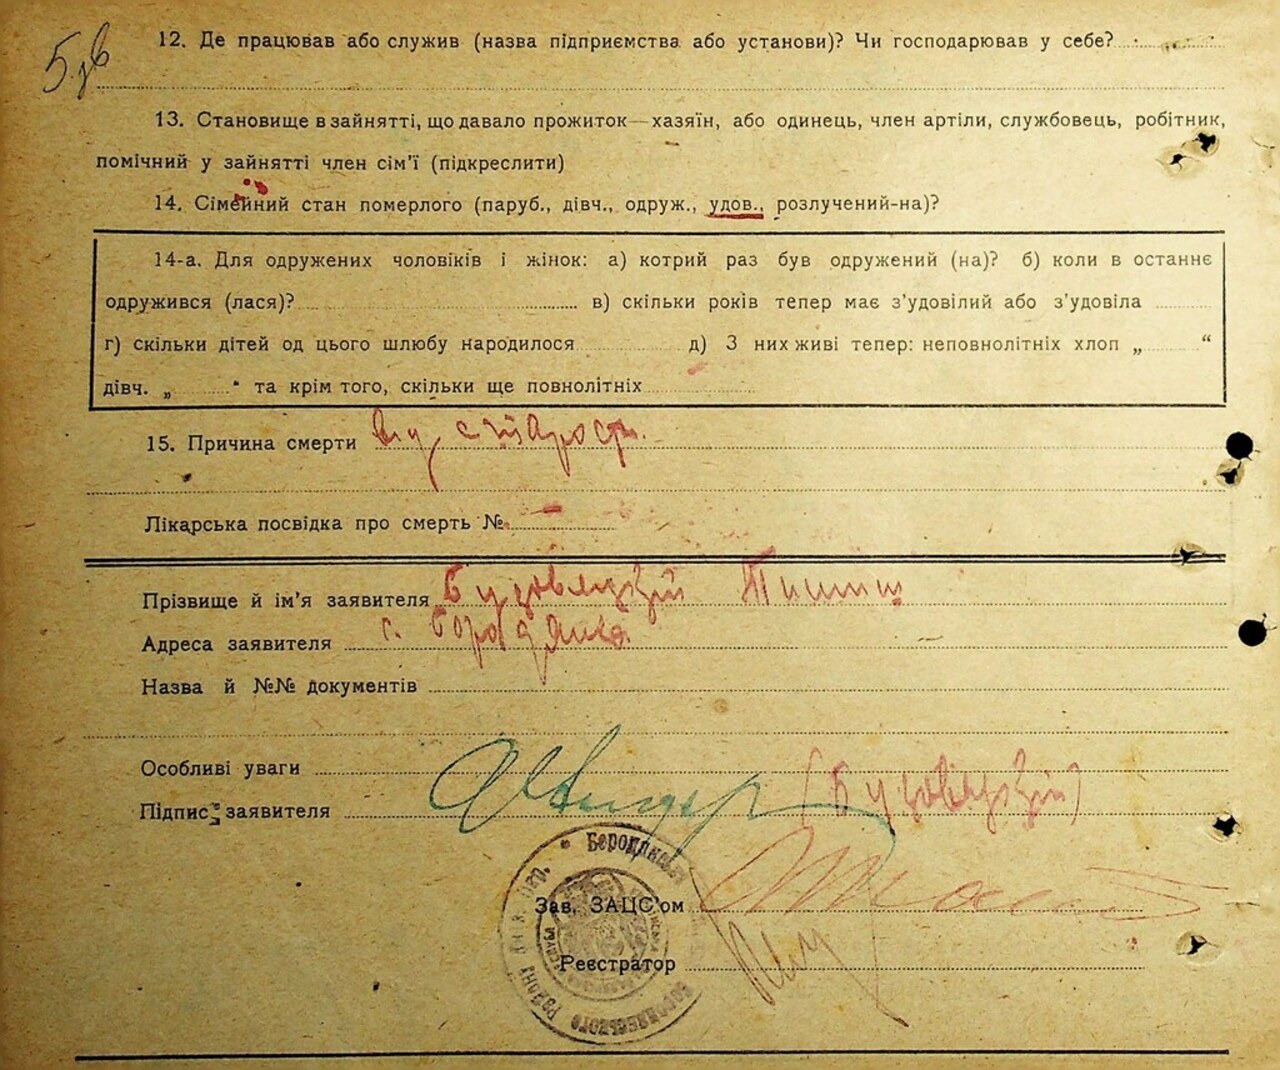 5 зв
12. Де працював або служив (назва підприємства або установи)? Чи господарював у себе?
13. Становище в зайнятті, що давало прожиток—хазяїн, або одинець, член артіли, службовець, робітник,
помічний у зайнятті член сім'ї (підкреслити)
14. Сімейний стан померлого (паруб., дівч., одруж., удов., розлучений-на)?
14-а. Для одружених чоловіків і жінок: а) котрий раз був одружений (на)? б) коли в останнє
одружився (лася)? в) скільки років тепер має з'удовілий або з'удовіла
г) скільки дітей од цього шлюбу народилося д) З них живі тепер: неповнолітніх хлоп „ “
дівч. „ “ та крім того, скільки ще повнолітніх
15. Причина смерти від старости.
Лікарська посвідка про смерть №
Прізвище й ім'я заявителя
Адреса заявителя с. Бородянка
Назва й №№ документів
Особливі уваги
Підпис заявителя
Зав. ЗАЦС'ом
Реєстратор